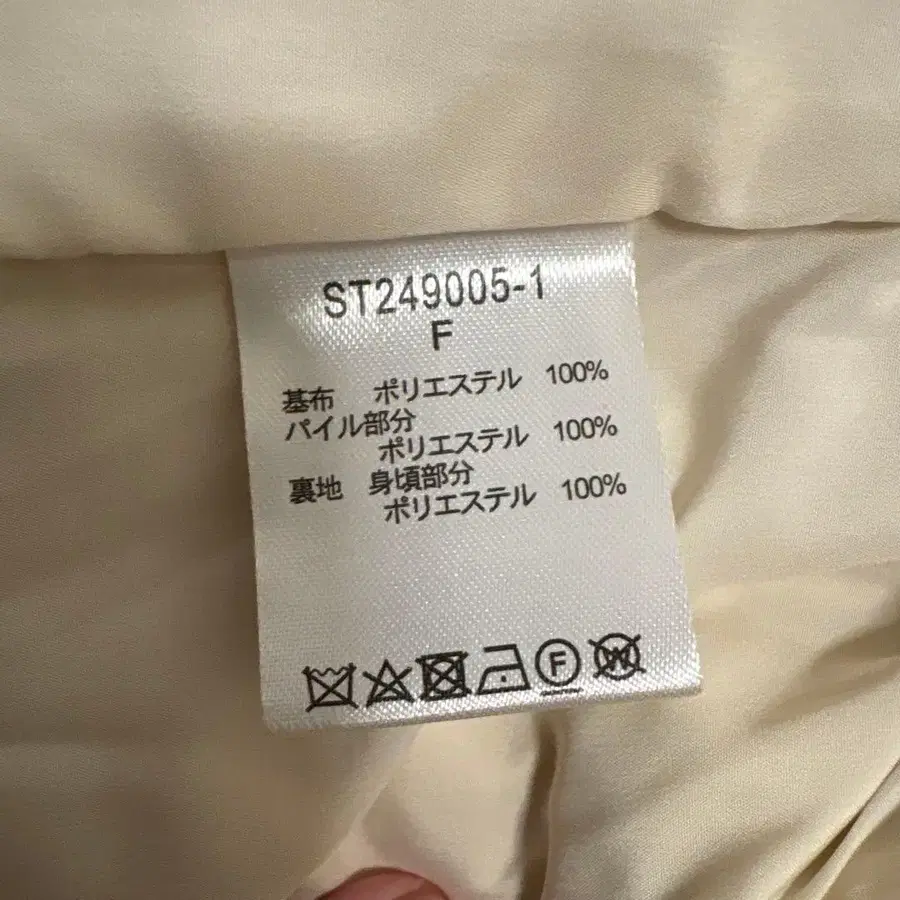 ST249005-1
F
基布 ポリエステル 100%
パイル部分
ポリエステル 100%
裏地 身頃部分
ポリエステル 100%
F W